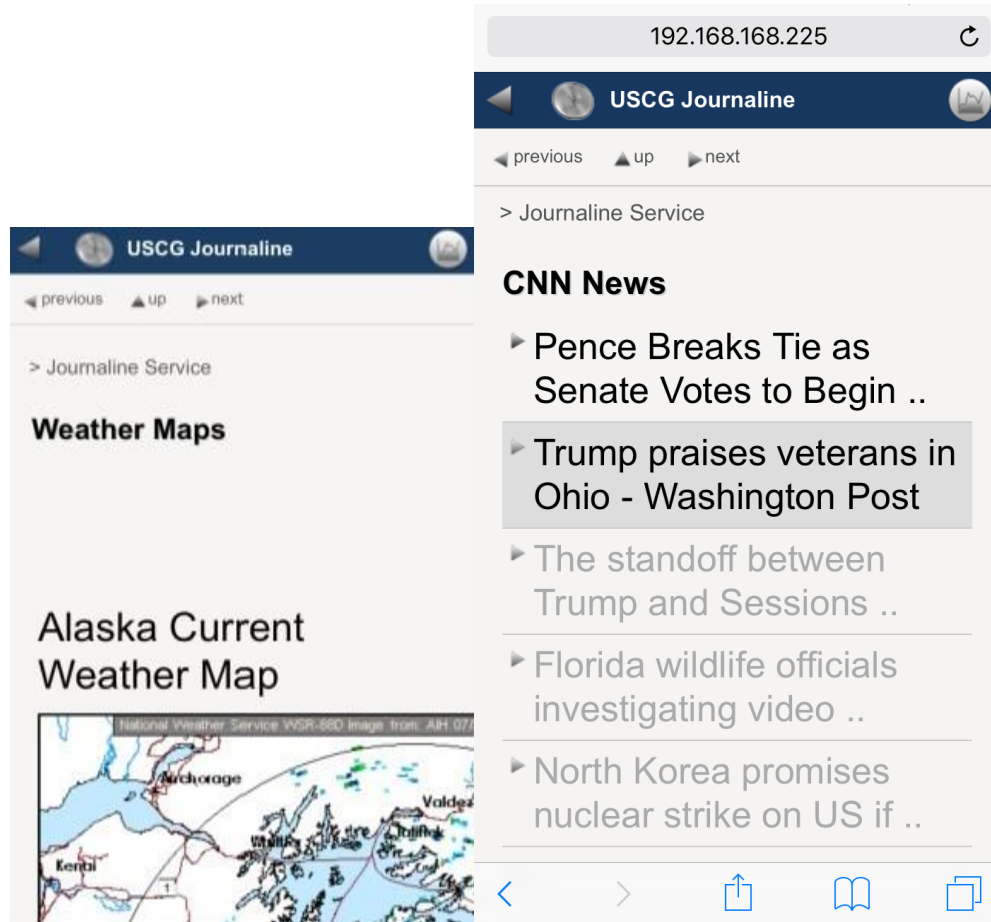 USCG Journaline
previous up next
> Journaline Service
Weather Maps
Alaska Current
Weather Map
National Weather Service WSR-88D Image from: AIH 07/
Anchorage
Valdez
Kenai
1
192.168.168.225
USCG Journaline
previous up next
> Journaline Service
CNN News
Pence Breaks Tie as
Senate Votes to Begin ..
Trump praises veterans in
Ohio - Washington Post
The standoff between
Trump and Sessions ..
Florida wildlife officials
investigating video ..
North Korea promises
nuclear strike on US if ..